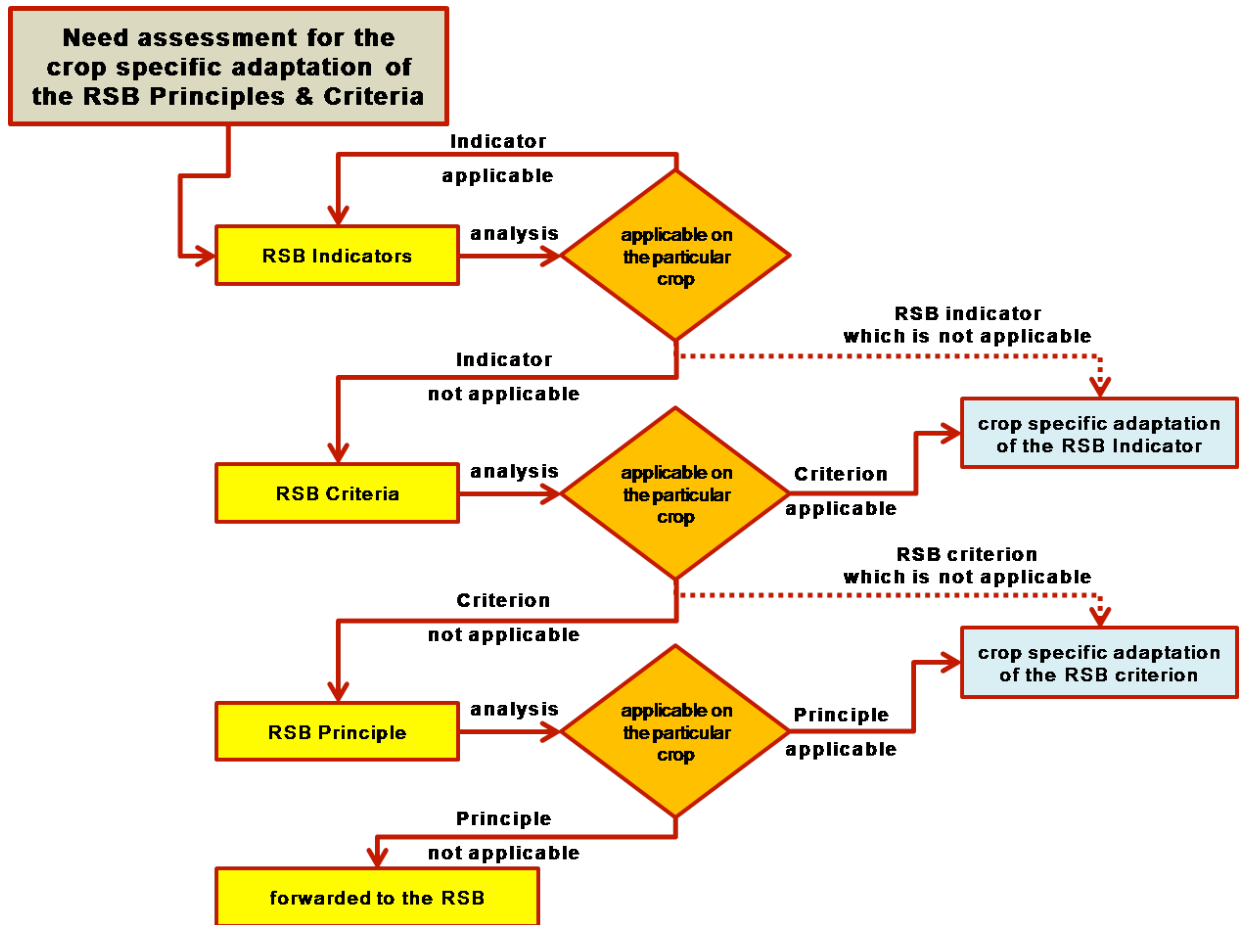 Need assessment for the
crop specific adaptation of
the RSB Principles & Criteria
Indicator
applicable
RSB Indicators
analysis
applicable on
the particular
crop
RSB indicator
which is not applicable
Indicator
not applicable
crop specific adaptation
of the RSB Indicator
RSB Criteria
analysis
applicable on
the particular
crop
Criterion
applicable
RSB criterion
which is not applicable
Criterion
not applicable
crop specific adaptation
of the RSB criterion
RSB Principle
analysis
applicable on
the particular
crop
Principle
applicable
Principle
not applicable
forwarded to the RSB